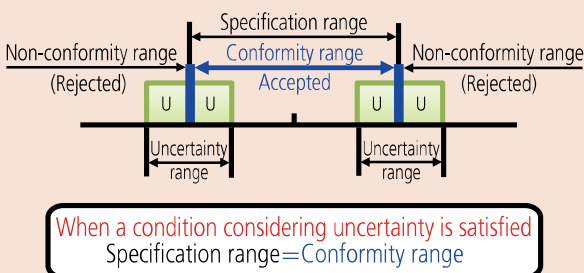 Specification range
Non-conformity range
Conformity range
Non-conformity range
(Rejected)
Accepted
(Rejected)
U U
U U
Uncertainty
range
Uncertainty
range
When a condition considering uncertainty is satisfied
Specification range=Conformity range